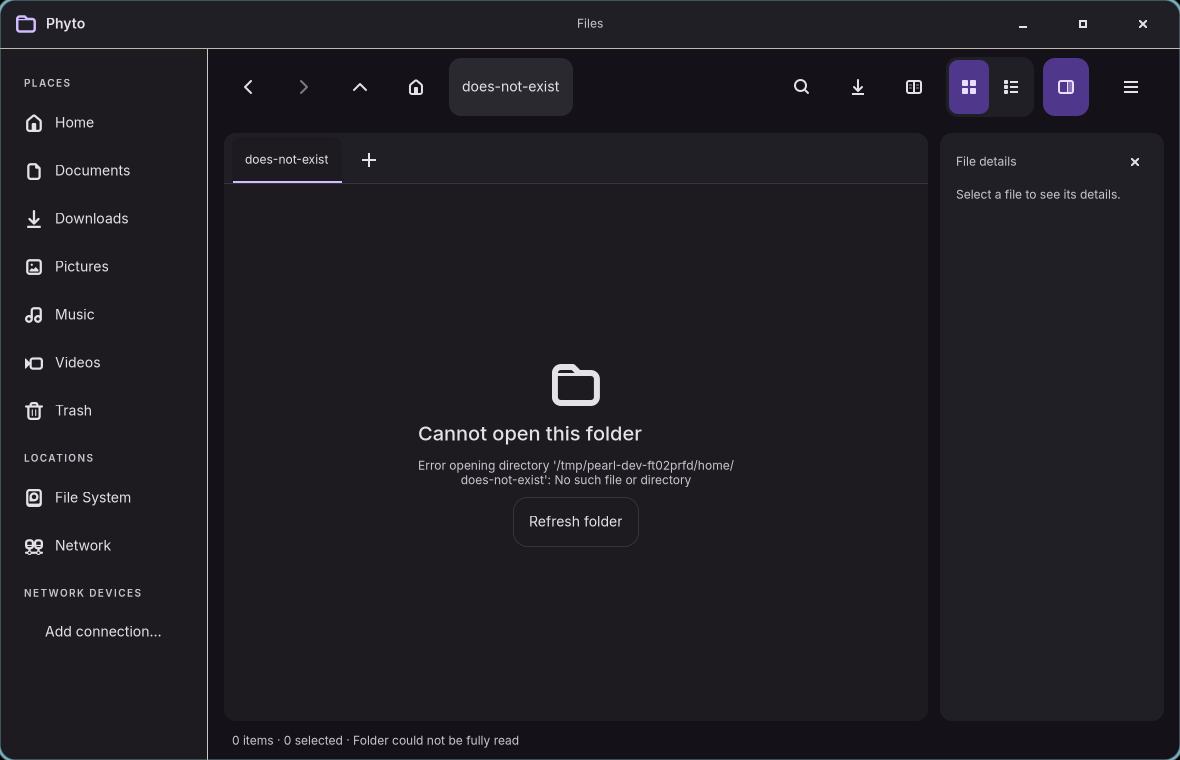 Phyto
Files
PLACES
Home
Documents
Downloads
Pictures
Music
Videos
Trash
LOCATIONS
File System
Network
NETWORK DEVICES
Add connection...
does-not-exist
does-not-exist
Cannot open this folder
Error opening directory '/tmp/pearl-dev-ft02prfd/home/
does-not-exist': No such file or directory
Refresh folder
File details
Select a file to see its details.
0 items · 0 selected · Folder could not be fully read